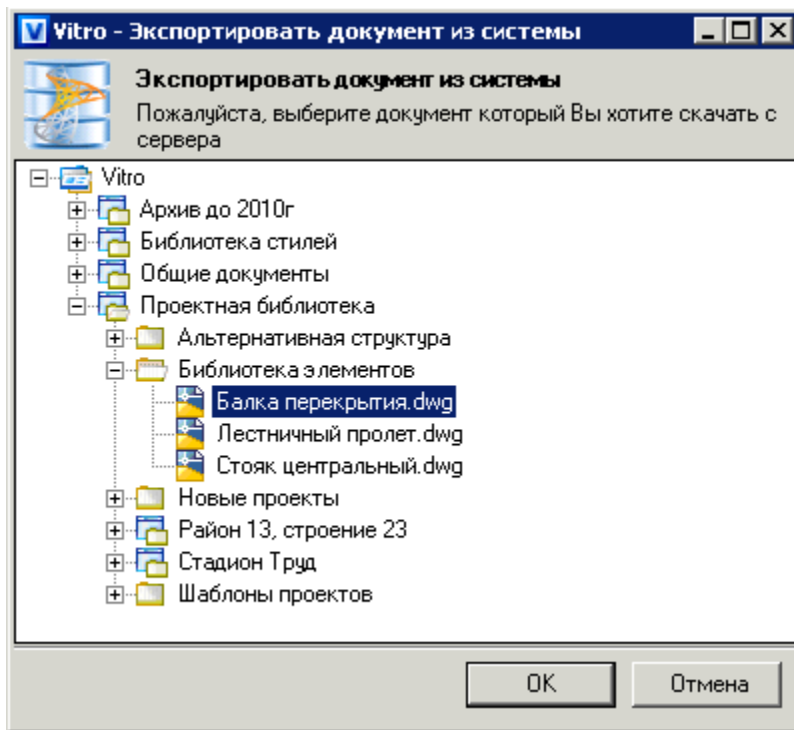 Vitro - Экспортировать документ из системы
Экспортировать документ из системы
Пожалуйста, выберите документ который Вы хотите скачать с
сервера
Vitro
Архив до 2010г
Библиотека стилей
Общие документы
Проектная библиотека
Альтернативная структура
Библиотека элементов
Балка перекрытия.dwg
Лестничный пролет.dwg
Стояк центральный.dwg
Новые проекты
Район 13, строение 23
Стадион Труд
Шаблоны проектов
OK
Отмена